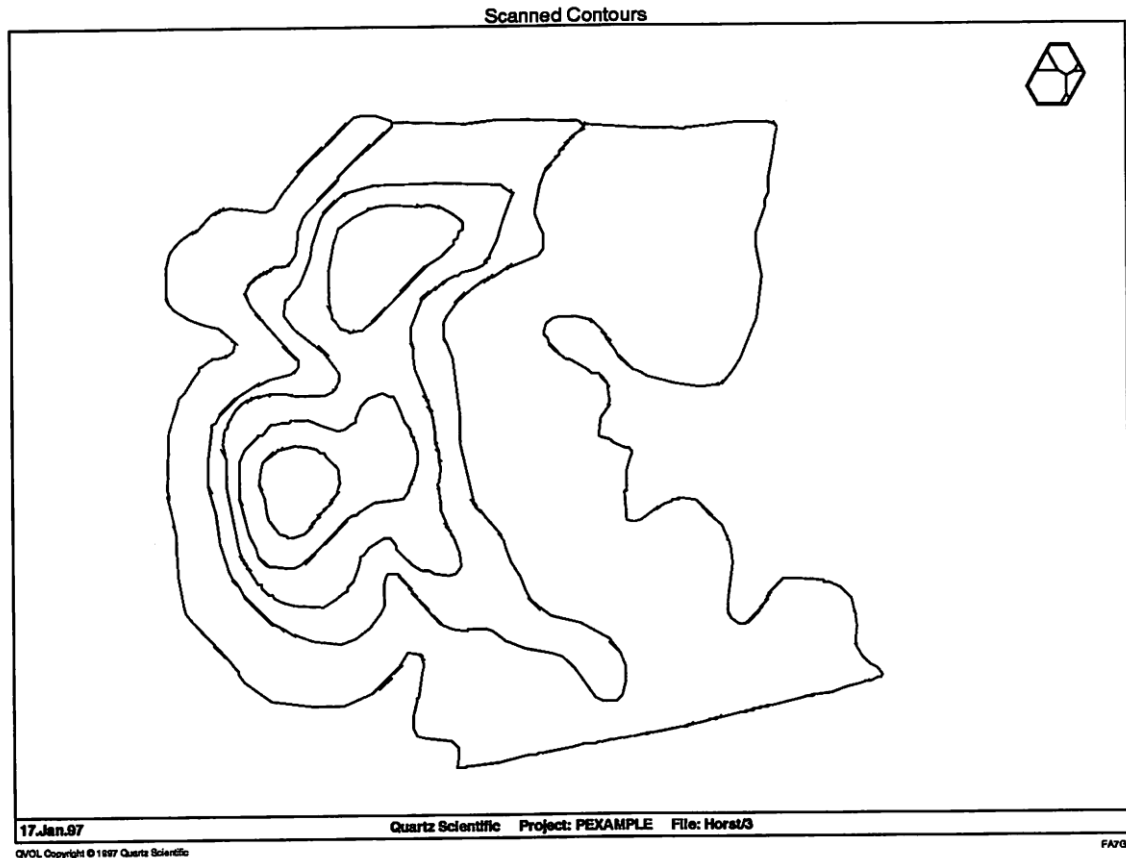 Scanned Contours
17.Jan.97 Quartz Scientific Project: PEXAMPLE File: Horst/3
QVOL Copyright © 1997 Quartz Scientific FA7G